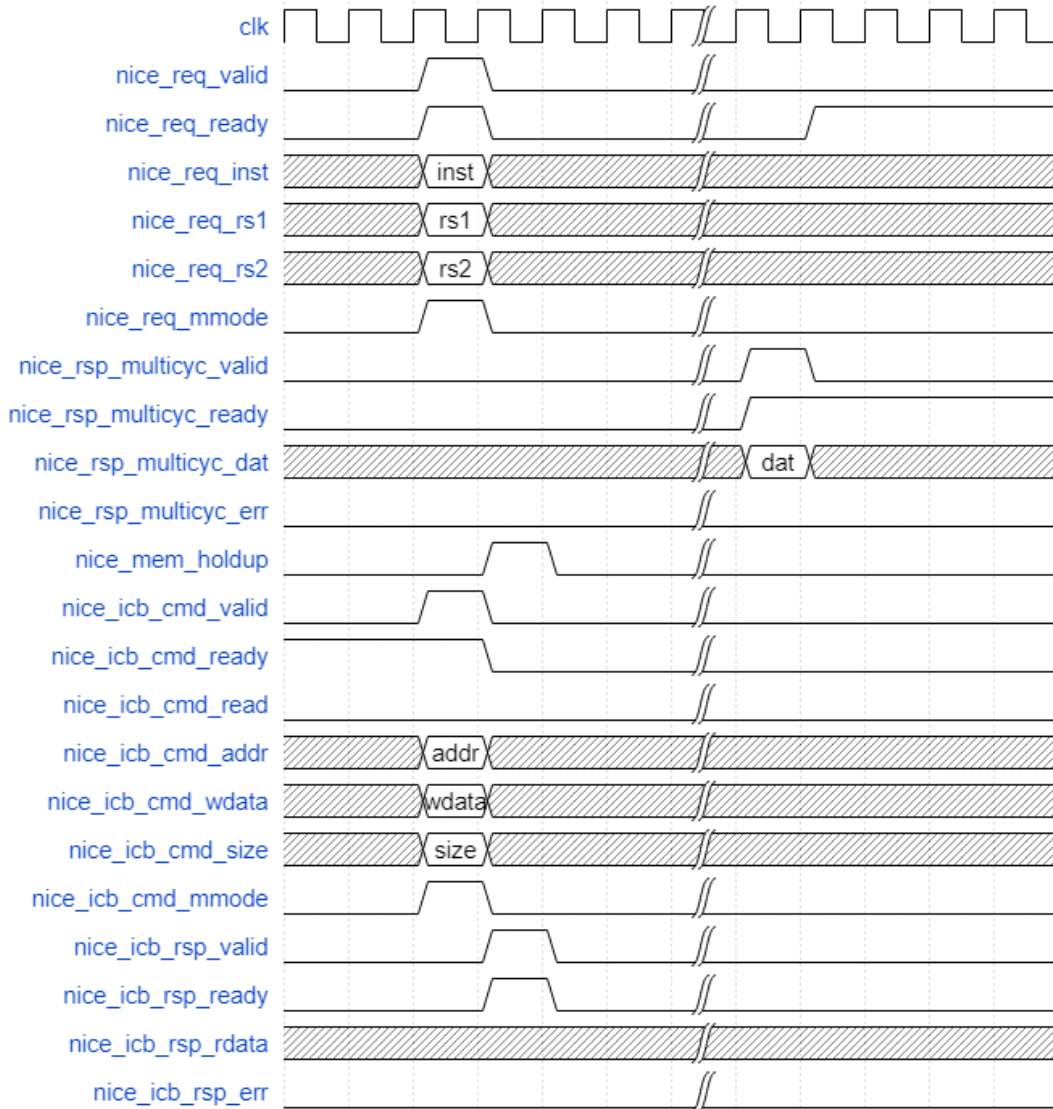 clk
nice_req_valid
nice_req_ready
nice_req_inst inst
nice_req_rs1 rs1
nice_req_rs2 rs2
nice_req_mmode
nice_rsp_multicyc_valid
nice_rsp_multicyc_ready
nice_rsp_multicyc_dat dat
nice_rsp_multicyc_err
nice_mem_holdup
nice_icb_cmd_valid
nice_icb_cmd_ready
nice_icb_cmd_read
nice_icb_cmd_addr addr
nice_icb_cmd_wdata wdata
nice_icb_cmd_size size
nice_icb_cmd_mmode
nice_icb_rsp_valid
nice_icb_rsp_ready
nice_icb_rsp_rdata
nice_icb_rsp_err